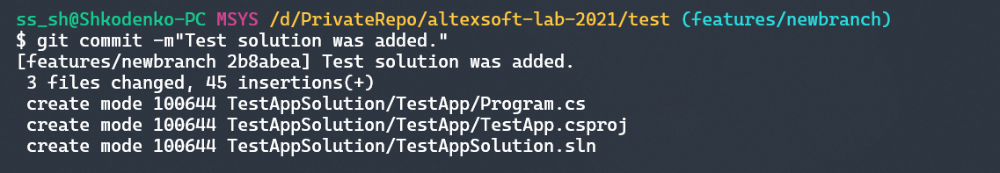 ss_sh@Shkodenko-PC MSYS /d/PrivateRepo/altexsoft-lab-2021/test (features/newbranch)
$ git commit -m"Test solution was added."
[features/newbranch 2b8abea] Test solution was added.
 3 files changed, 45 insertions(+)
 create mode 100644 TestAppSolution/TestApp/Program.cs
 create mode 100644 TestAppSolution/TestApp/TestApp.csproj
 create mode 100644 TestAppSolution/TestAppSolution.sln